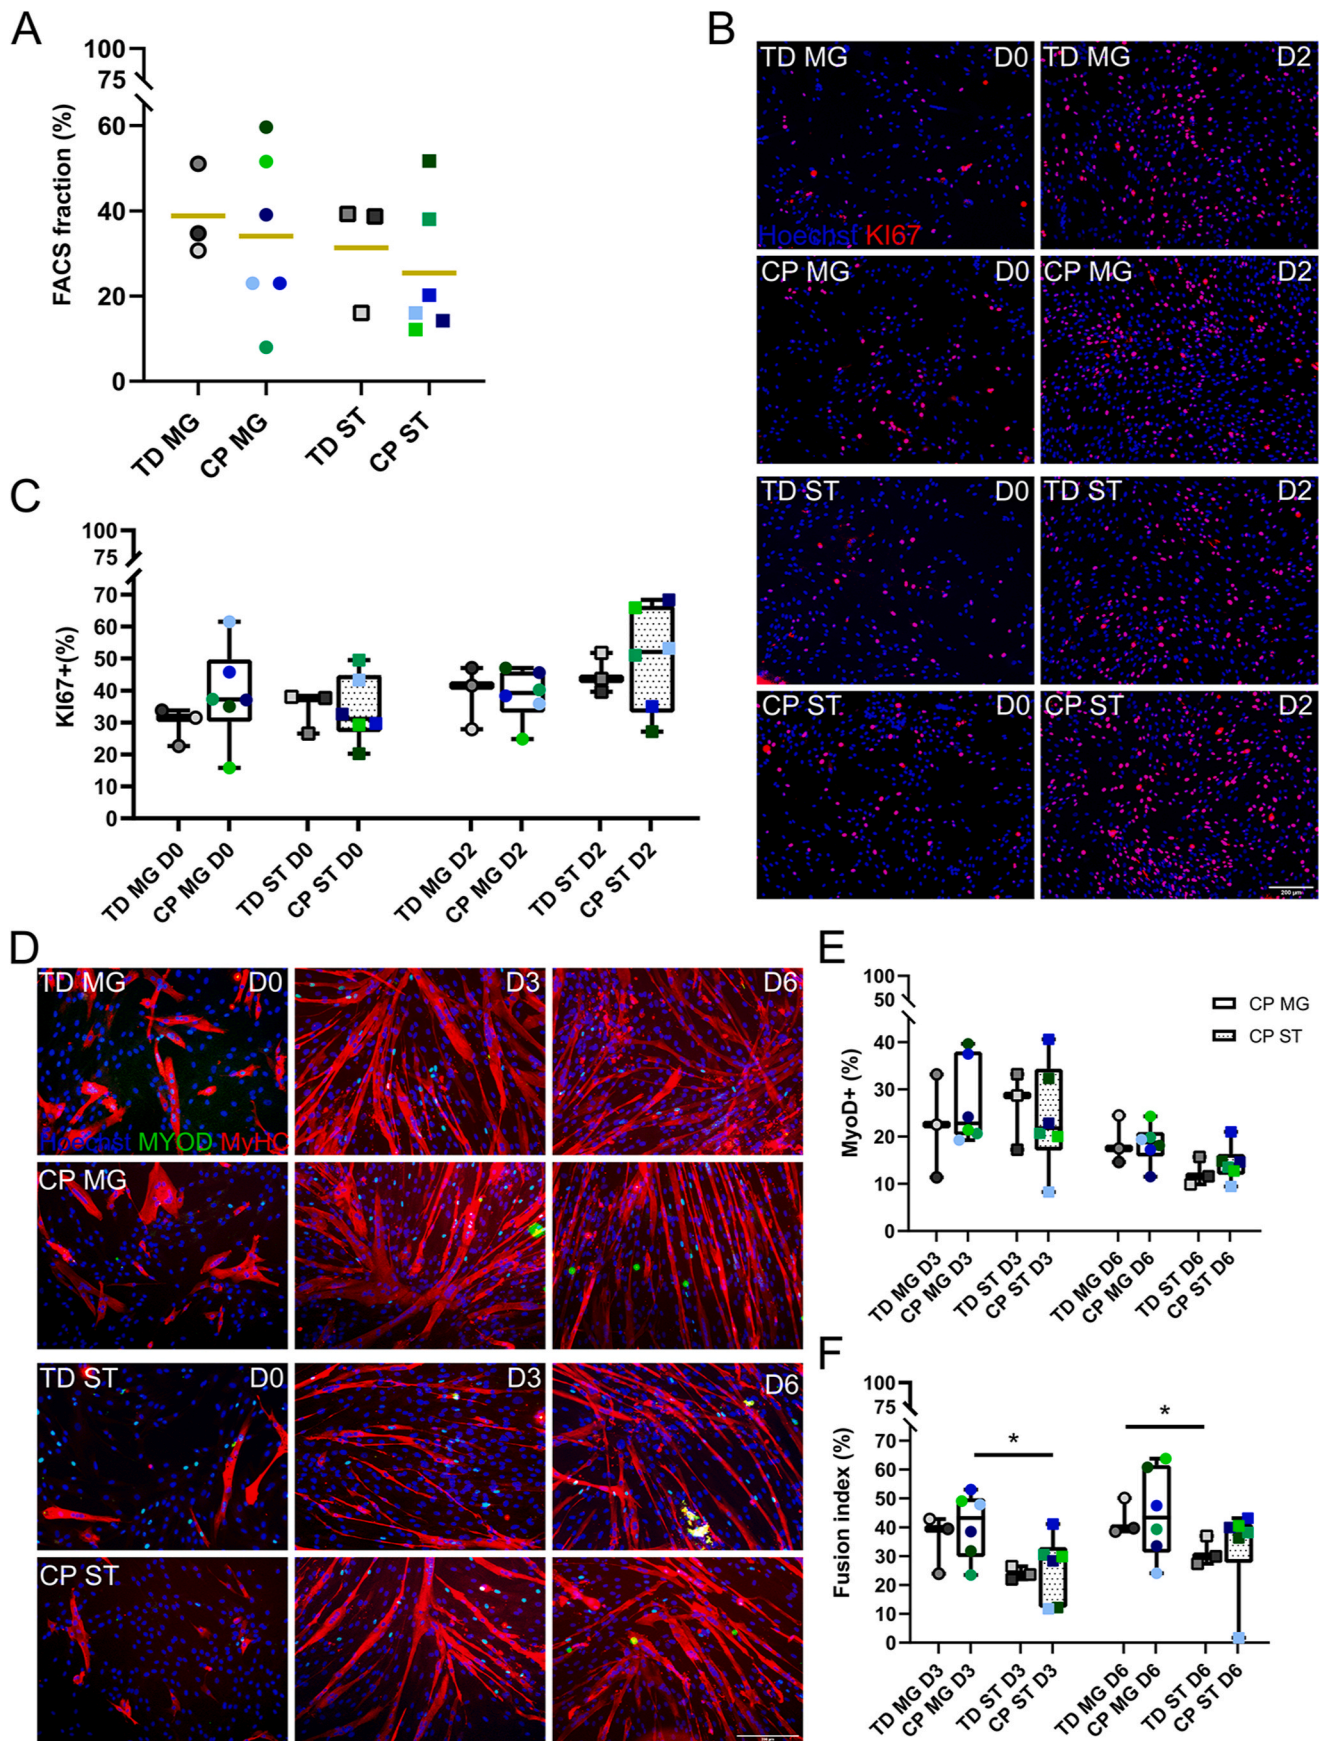 A
100
75
60
40
20
0
FACS fraction (%)
TD MG
CP MG
TD ST
CP ST
B
TD MG D0
Hoechst KI67
TD MG D2
CP MG D0
CP MG D2
TD ST D0
TD ST D2
CP ST D0
CP ST D2
200 μm
C
100
75
70
60
50
40
30
20
10
0
KI67+(%)
TD MG D0
CP MG D0
TD ST D0
CP ST D0
TD MG D2
CP MG D2
TD ST D2
CP ST D2
D
TD MG D0
Hoechst MYOD MyHC
D3
D6
CP MG
TD ST D0
D3
D6
CP ST
E
100
50
40
30
20
10
0
MyoD+ (%)
CP MG
CP ST
TD MG D3
CP MG D3
TD ST D3
CP ST D3
TD MG D6
CP MG D6
TD ST D6
CP ST D6
F
100
75
70
60
50
40
30
20
10
0
Fusion index (%)
*
*
TD MG D3
CP MG D3
TD ST D3
CP ST D3
TD MG D6
CP MG D6
TD ST D6
CP ST D6